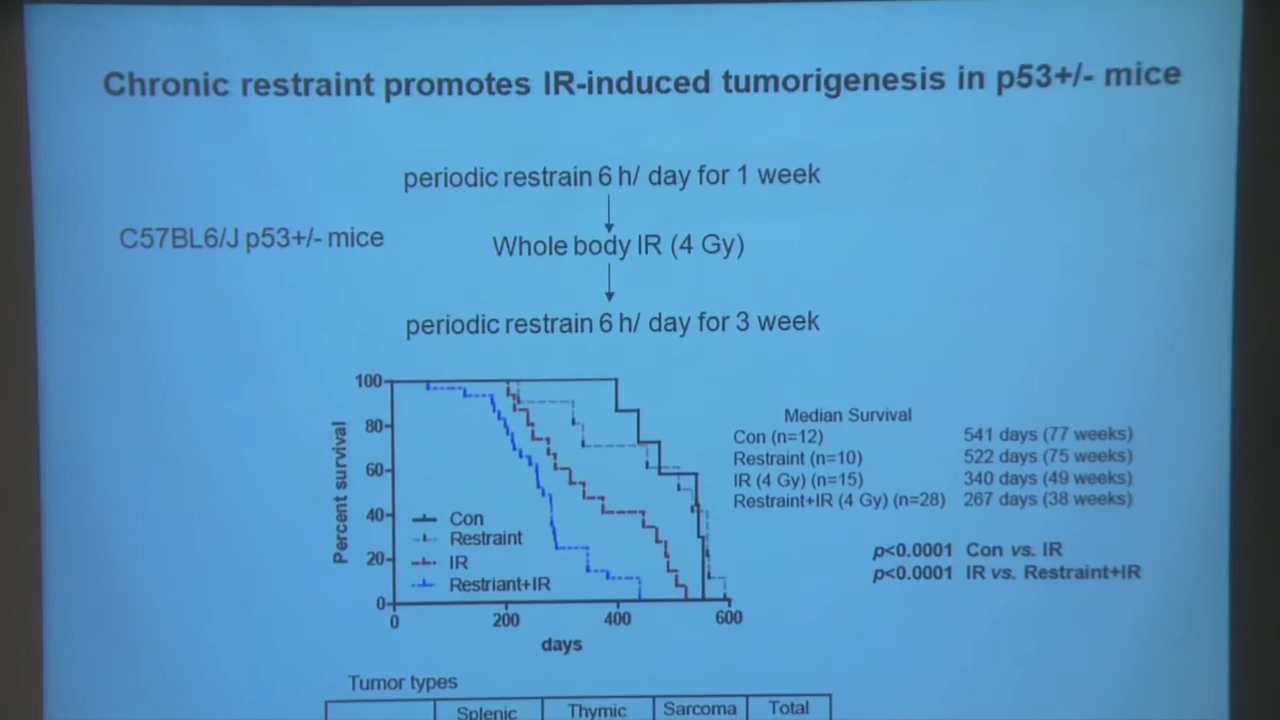 Chronic restraint promotes IR-induced tumorigenesis in p53+/- mice
periodic restrain 6 h/ day for 1 week
C57BL6/J p53+/- mice
Whole body IR (4 Gy)
periodic restrain 6 h/ day for 3 week
100
80
60
40
20
0
Percent survival
Con
Restraint
IR
Restriant+IR
0 200 400 600
days
Median Survival
Con (n=12) 541 days (77 weeks)
Restraint (n=10) 522 days (75 weeks)
IR (4 Gy) (n=15) 340 days (49 weeks)
Restraint+IR (4 Gy) (n=28) 267 days (38 weeks)
p<0.0001 Con vs. IR
p<0.0001 IR vs. Restraint+IR
Tumor types
Splenic Thymic Sarcoma Total